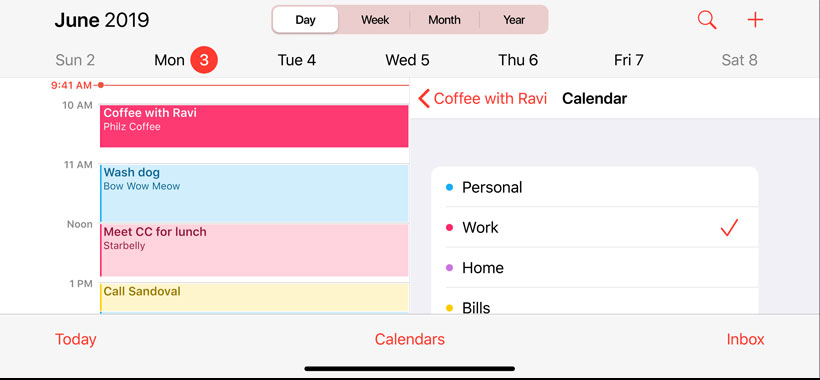 June 2019
Day Week Month Year
Sun 2 Mon 3 Tue 4 Wed 5 Thu 6 Fri 7 Sat 8
9:41 AM
10 AM
Coffee with Ravi
Philz Coffee
11 AM
Wash dog
Bow Wow Meow
Noon
Meet CC for lunch
Starbelly
1 PM
Call Sandoval
Coffee with Ravi Calendar
Personal
Work
Home
Bills
Today Calendars Inbox